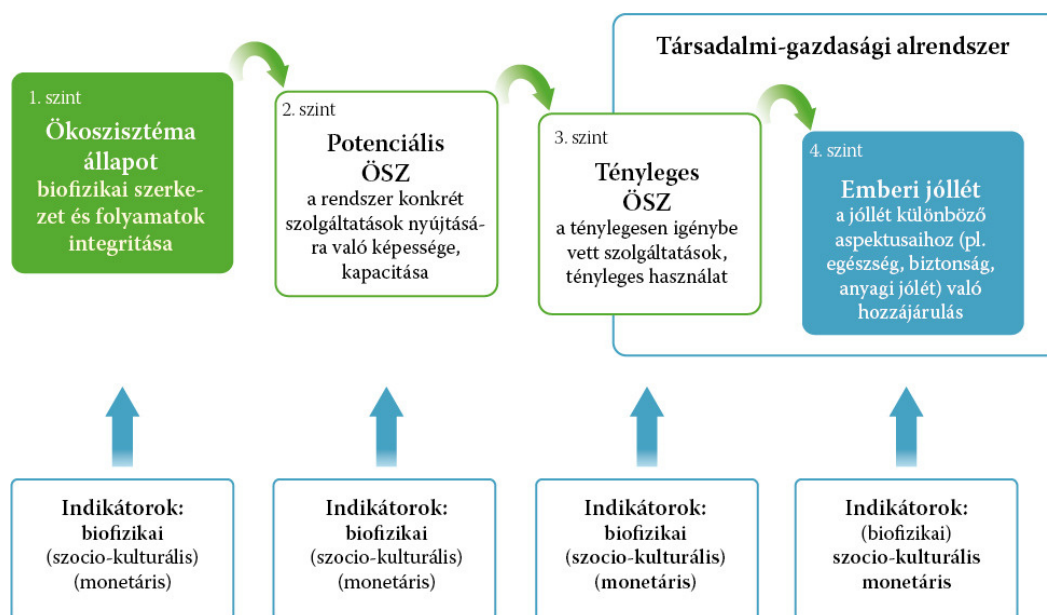 Társadalmi-gazdasági alrendszer
1. szint
Ökoszisztéma
állapot
biofizikai szerke-
zet és folyamatok
integritása
2. szint
Potenciális
ÖSZ
a rendszer konkrét
szolgáltatások nyújtásá-
ra való képessége,
kapacitása
3. szint
Tényleges
ÖSZ
a ténylegesen igénybe
vett szolgáltatások,
tényleges használat
4. szint
Emberi jóllét
a jóllét különböző
aspektusaihoz (pl.
egészség, biztonság,
anyagi jólét) való
hozzájárulás
Indikátorok:
biofizikai
(szocio-kulturális)
(monetáris)
Indikátorok:
biofizikai
(szocio-kulturális)
(monetáris)
Indikátorok:
biofizikai
(szocio-kulturális)
(monetáris)
Indikátorok:
(biofizikai)
szocio-kulturális
monetáris